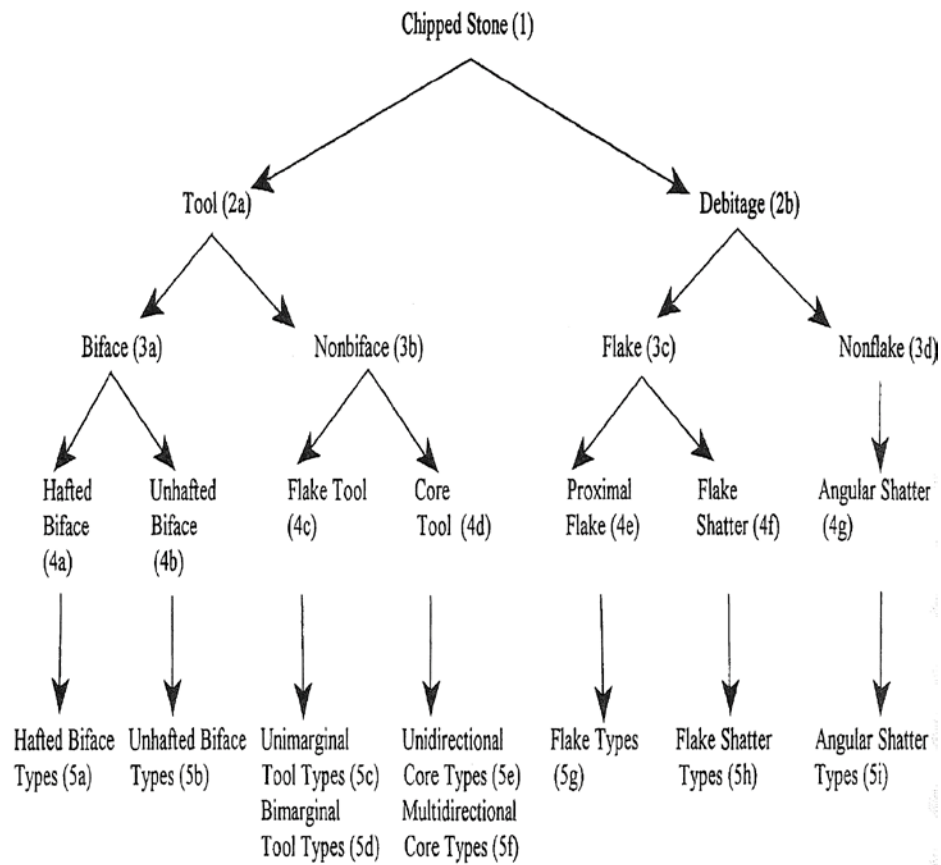 Chipped Stone (1)
Tool (2a)
Debitage (2b)
Biface (3a)
Nonbiface (3b)
Flake (3c)
Nonflake (3d)
Hafted
Biface
(4a)
Unhafted
Biface
(4b)
Flake Tool
(4c)
Core
Tool (4d)
Proximal
Flake (4e)
Flake
Shatter (4f)
Angular Shatter
(4g)
Hafted Biface
Types (5a)
Unhafted Biface
Types (5b)
Unimarginal
Tool Types (5c)
Bimarginal
Tool Types (5d)
Unidirectional
Core Types (5e)
Multidirectional
Core Types (5f)
Flake Types
(5g)
Flake Shatter
Types (5h)
Angular Shatter
Types (5i)